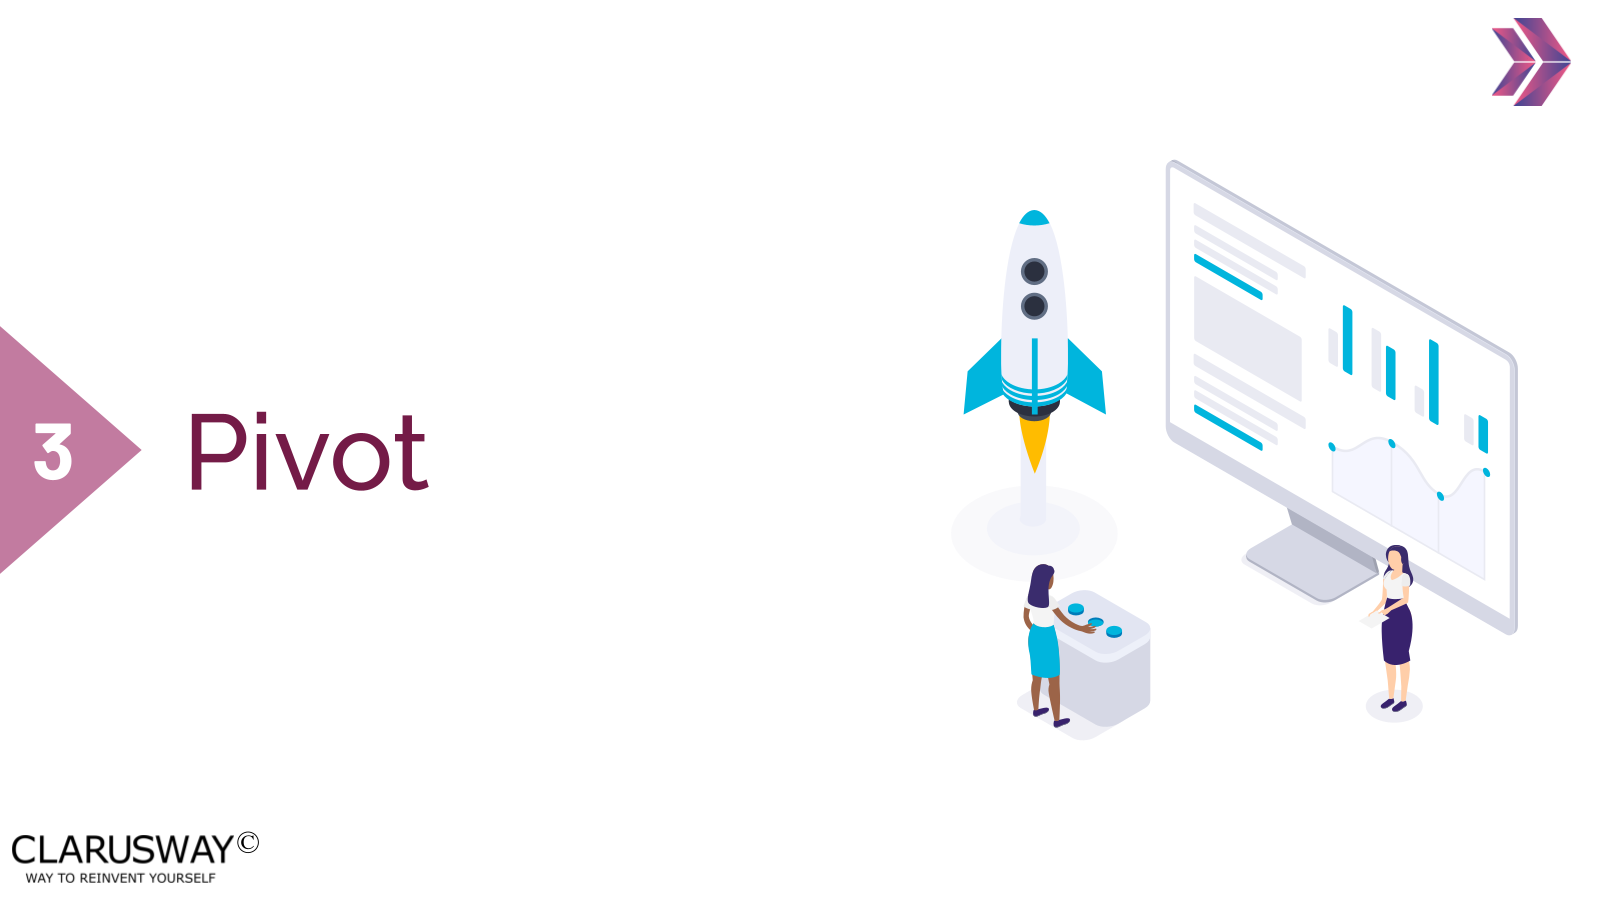 3
Pivot
CLARUSWAY©
WAY TO REINVENT YOURSELF